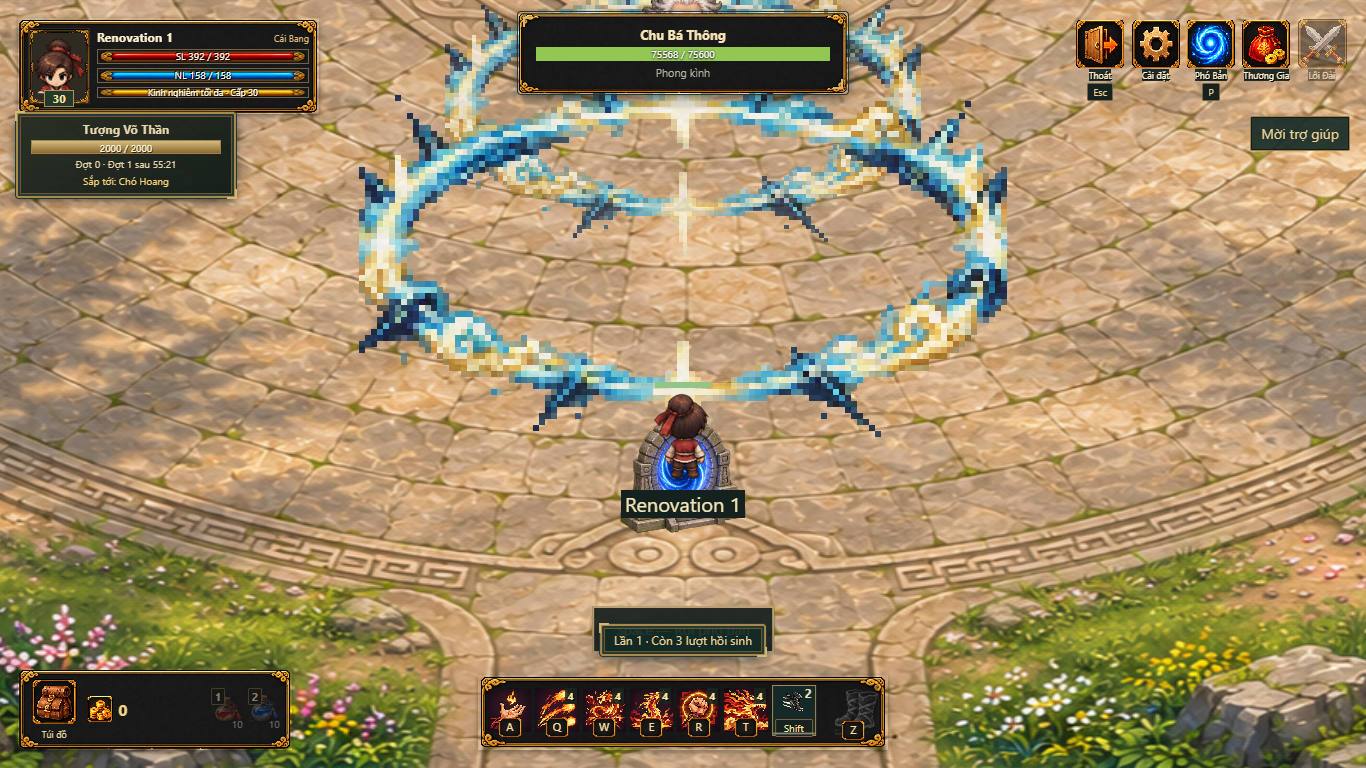 Renovation 1
Cái Bang
SL 392 / 392
NL 158 / 158
Kinh nghiệm tối đa · Cấp 30
30
Tượng Võ Thần
2000 / 2000
Đợt 0 · Đợt 1 sau 55:21
Sắp tới: Chó Hoang
Chu Bá Thông
75568 / 75600
Phong kình
Thoát
Cài đặt
Phó Bản
Thương Gia
Lôi Đài
Esc
P
Mời trợ giúp
Renovation 1
Lần 1 · Còn 3 lượt hồi sinh
Túi đồ
0
1
10
2
10
A
4
Q
4
W
4
E
4
R
4
T
2
Shift
Z